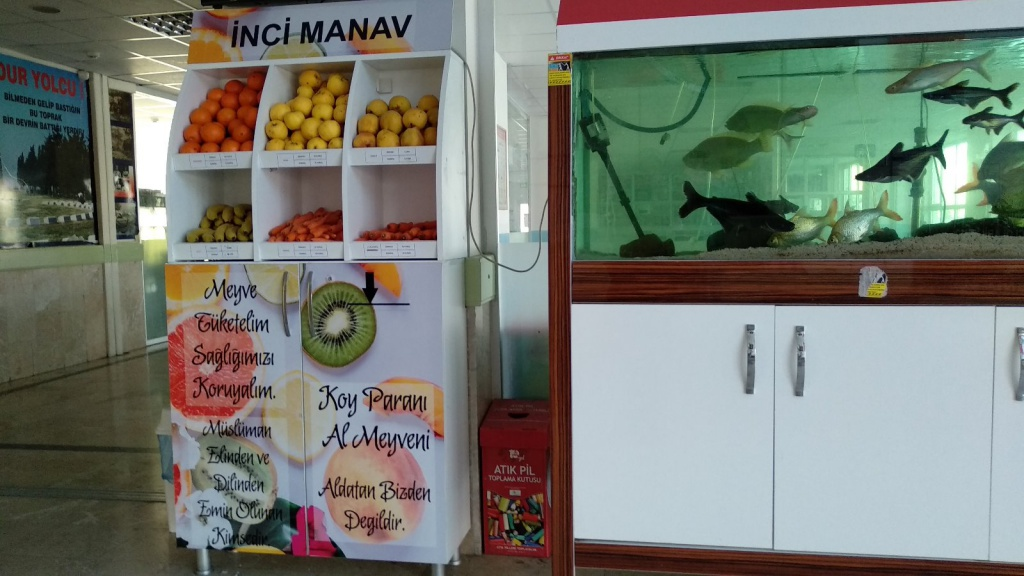 DUR YOLCU !
BİLMEDEN GELİP BASTIĞIN
BU TOPRAK
BİR DEVRİN BATTIĞI YERDİR
İNCİ MANAV
Meyve
Tüketelim
Sağlığımızı
Koruyalım.
Müslüman
Elinden ve
Dilinden
Emin Olunan
Kimsedir.
Koy Paranı
Al Meyveni
Aldatan Bizden
Değildir.
ATIK PİL
TOPLAMA KUTUSU